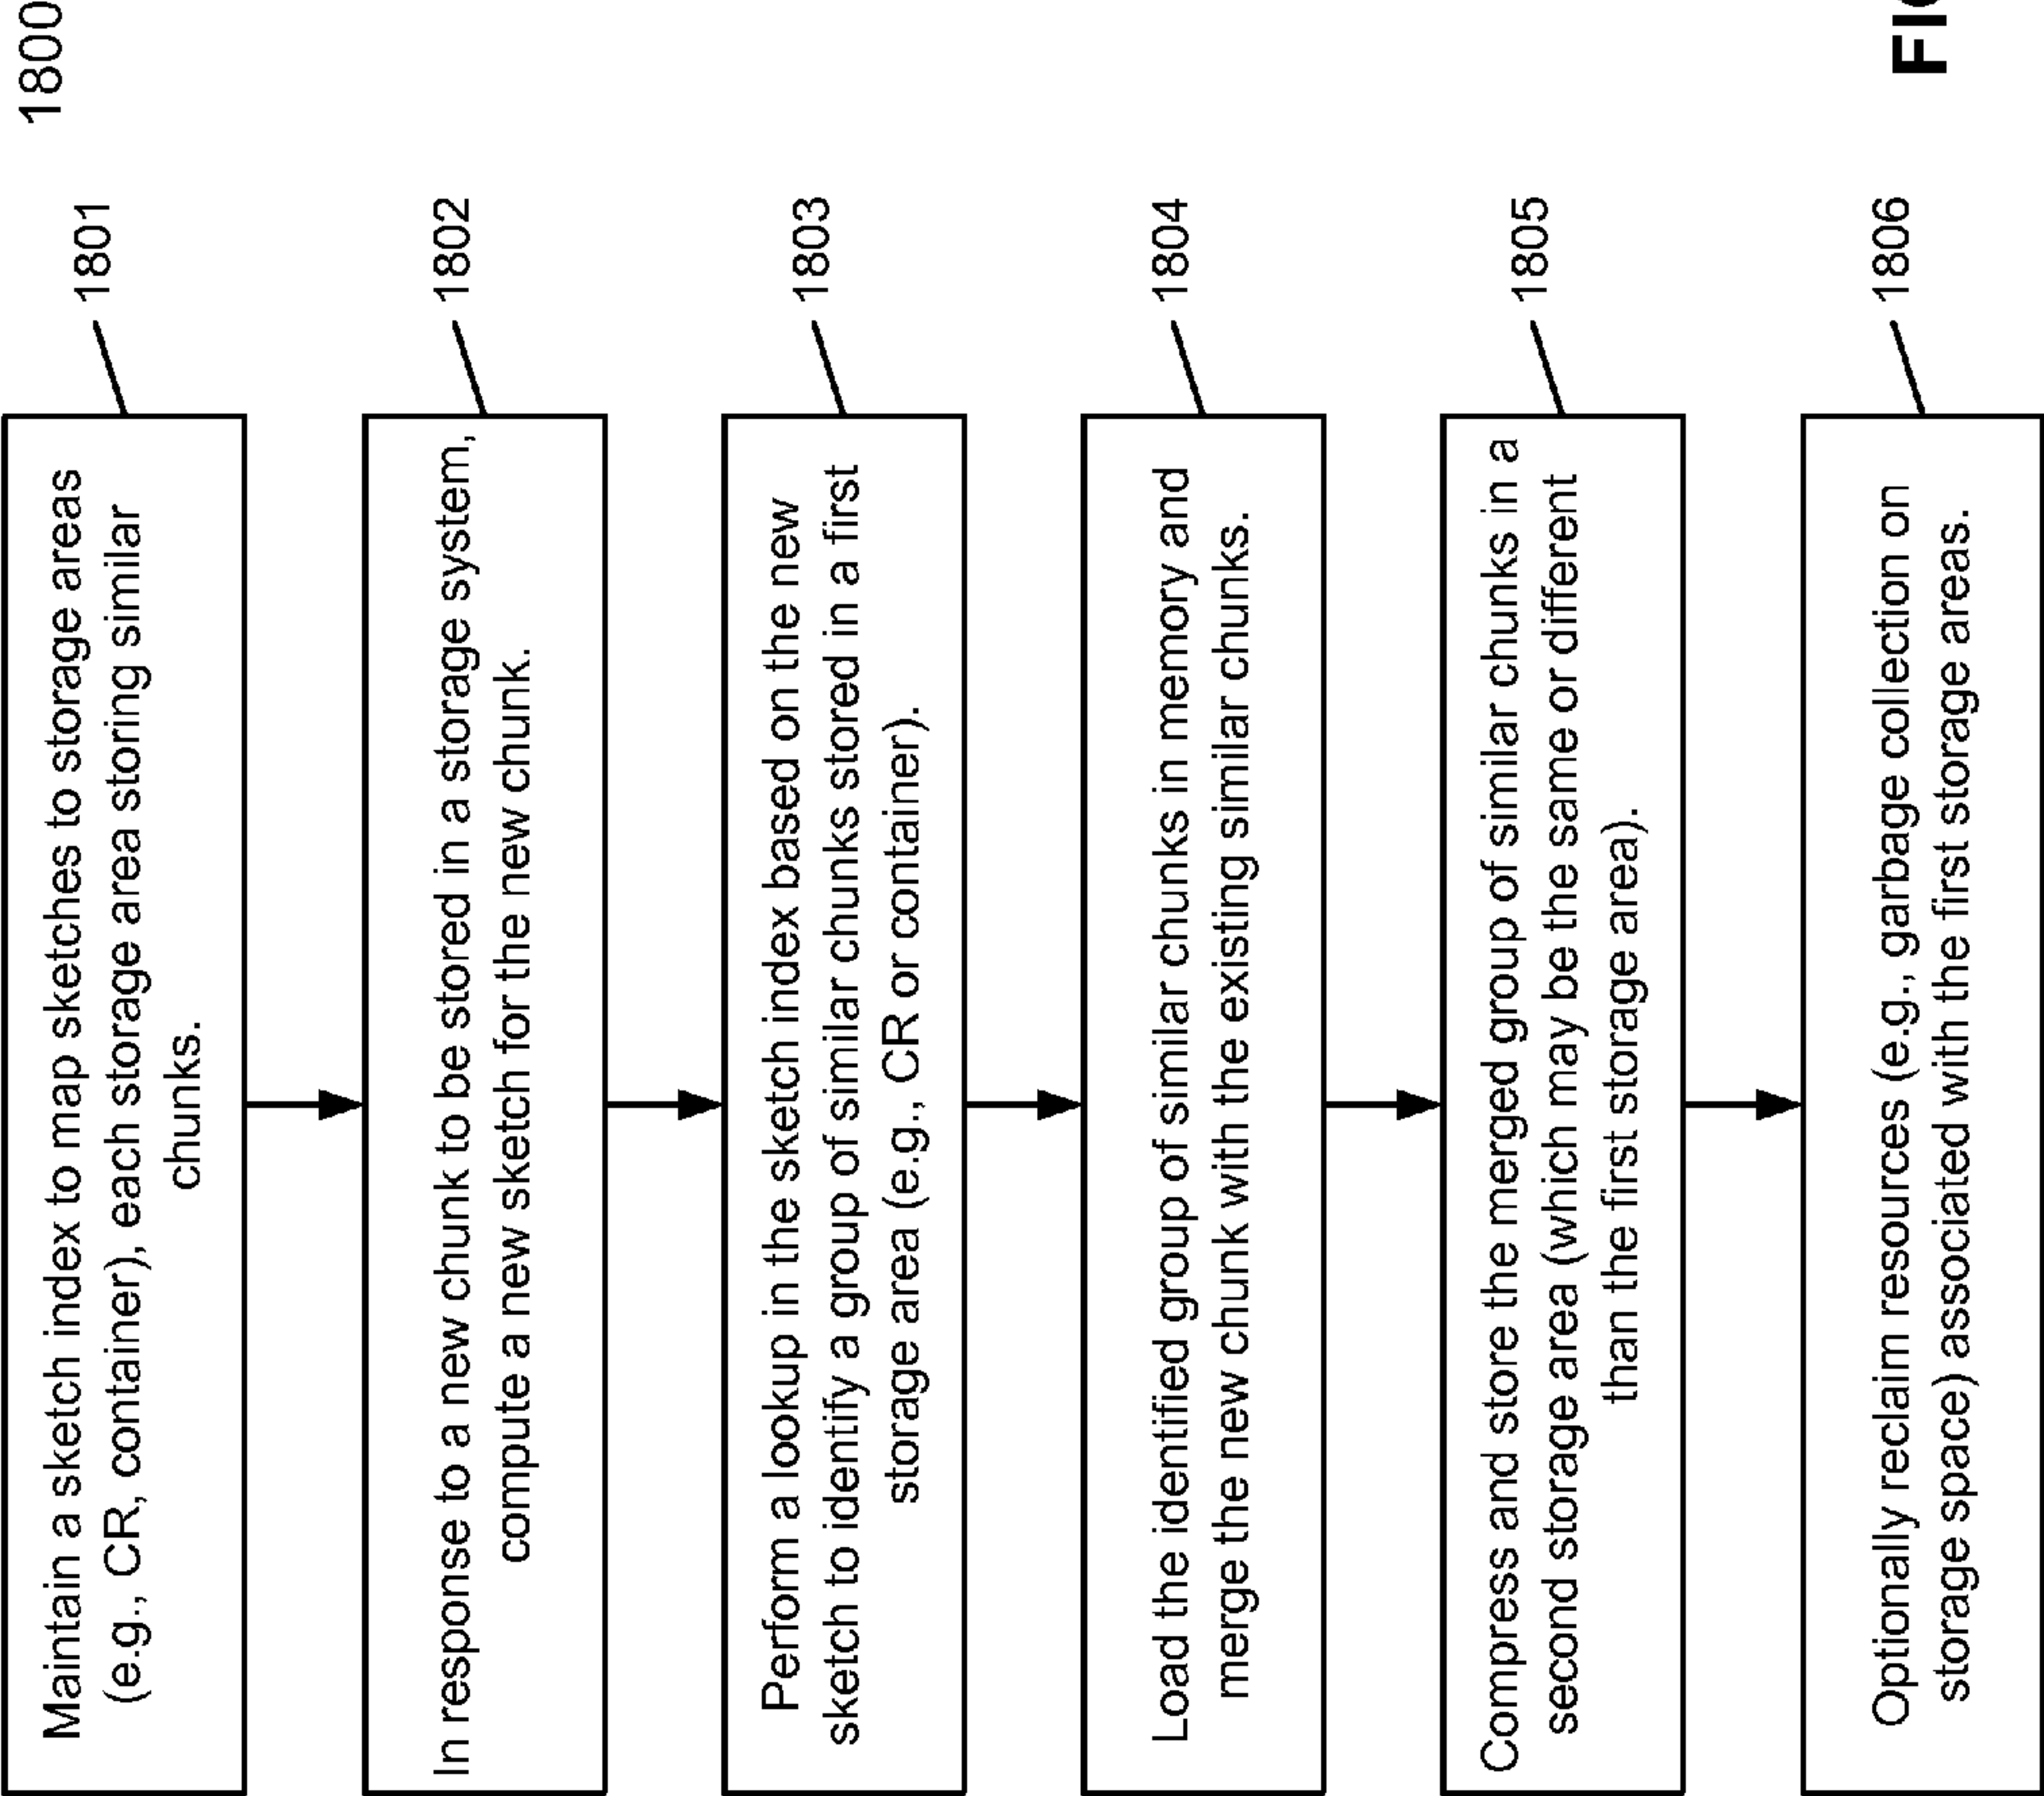 1800
Maintain a sketch index to map sketches to storage areas
(e.g., CR, container), each storage area storing similar
chunks.
1801
In response to a new chunk to be stored in a storage system,
compute a new sketch for the new chunk.
1802
Perform a lookup in the sketch index based on the new
sketch to identify a group of similar chunks stored in a first
storage area (e.g., CR or container).
1803
Load the identified group of similar chunks in memory and
merge the new chunk with the existing similar chunks.
1804
Compress and store the merged group of similar chunks in a
second storage area (which may be the same or different
than the first storage area).
1805
Optionally reclaim resources (e.g., garbage collection on
storage space) associated with the first storage areas.
1806